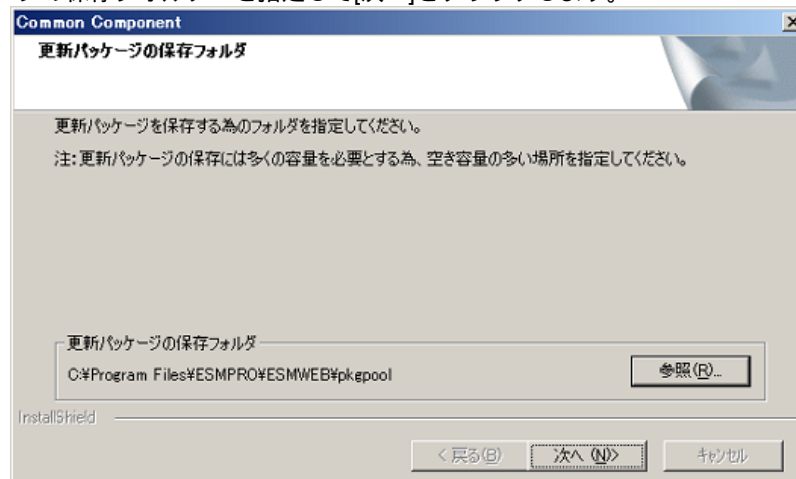 Common Component
更新パッケージの保存フォルダ
更新パッケージを保存する為のフォルダを指定してください。
注：更新パッケージの保存には多くの容量を必要とする為、空き容量の多い場所を指定してください。
更新パッケージの保存フォルダ
C:¥Program Files¥ESMPRO¥ESMWEB¥pkgpool
参照(R)...
InstallShield
< 戻る(B)
次へ (N)>
キャンセル